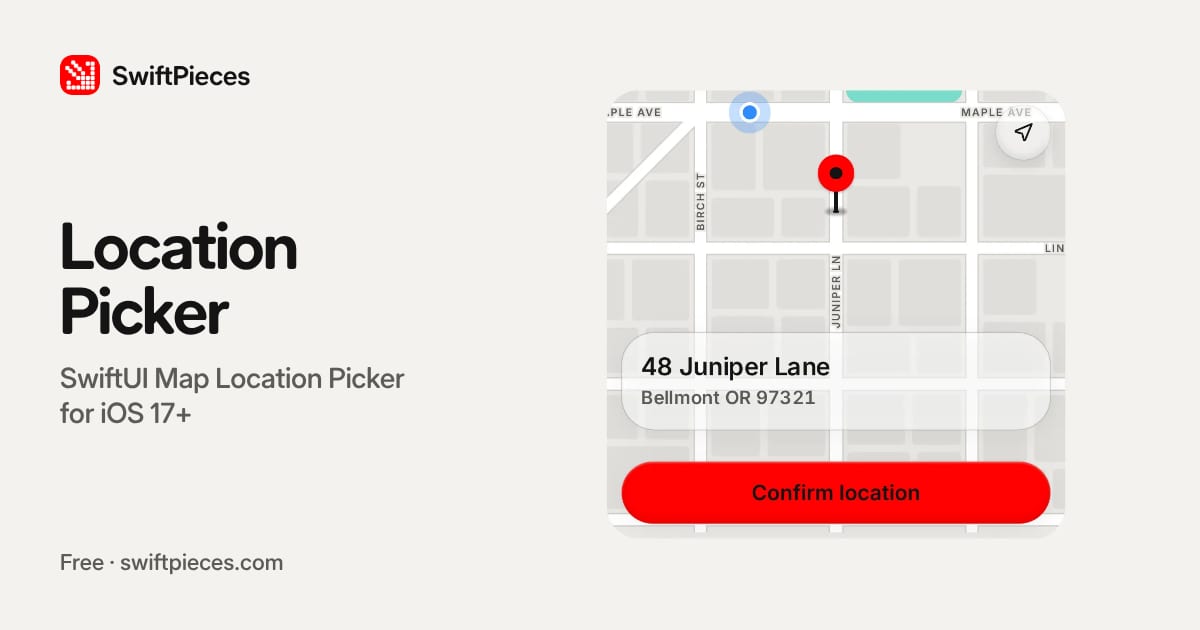 SwiftPieces
Location
Picker
SwiftUI Map Location Picker
for iOS 17+
Free · swiftpieces.com
PLE AVE
MAPLE AVE
BIRCH ST
LIN
JUNIPER LN
48 Juniper Lane
Bellmont OR 97321
Confirm location